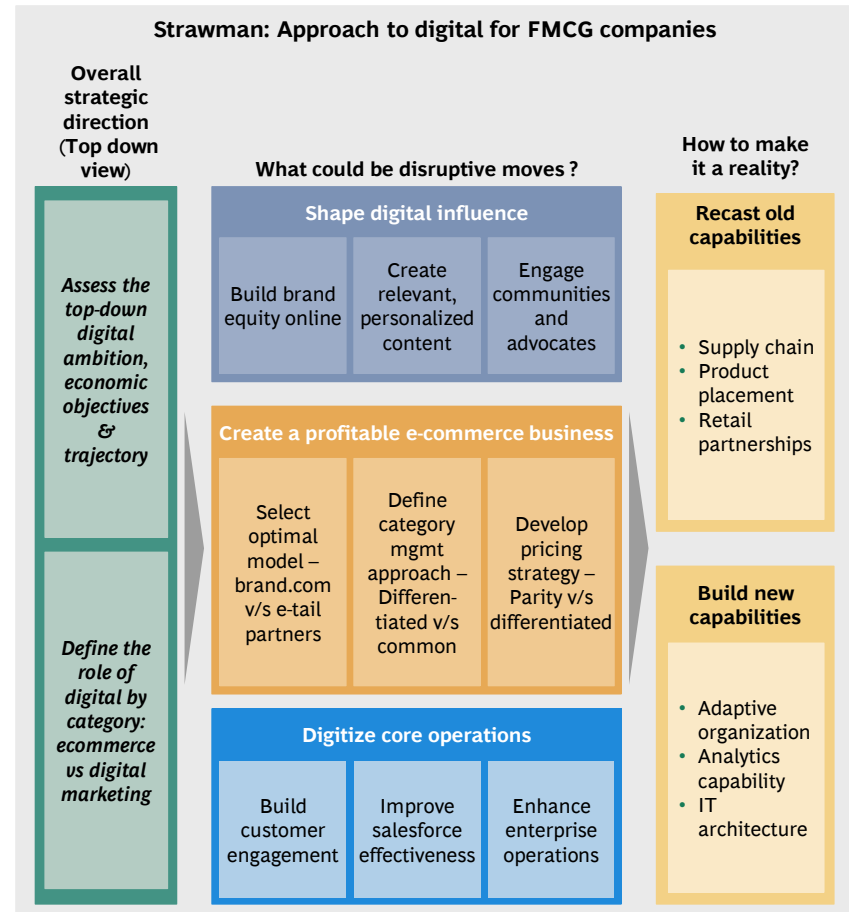 Strawman: Approach to digital for FMCG companies
Overall
strategic
direction
(Top down
view)
Assess the
top-down
digital
ambition,
economic
objectives
&
trajectory
Define the
role of
digital by
category:
ecommerce
vs digital
marketing
What could be disruptive moves ?
Shape digital influence
Build brand
equity online
Create
relevant,
personalized
content
Engage
communities
and
advocates
Create a profitable e-commerce business
Select
optimal
model –
brand.com
v/s e-tail
partners
Define
category
mgmt
approach –
Differen-
tiated v/s
common
Develop
pricing
strategy –
Parity v/s
differentiated
Digitize core operations
Build
customer
engagement
Improve
salesforce
effectiveness
Enhance
enterprise
operations
How to make
it a reality?
Recast old
capabilities
• Supply chain
• Product
placement
• Retail
partnerships
Build new
capabilities
• Adaptive
organization
• Analytics
capability
• IT
architecture